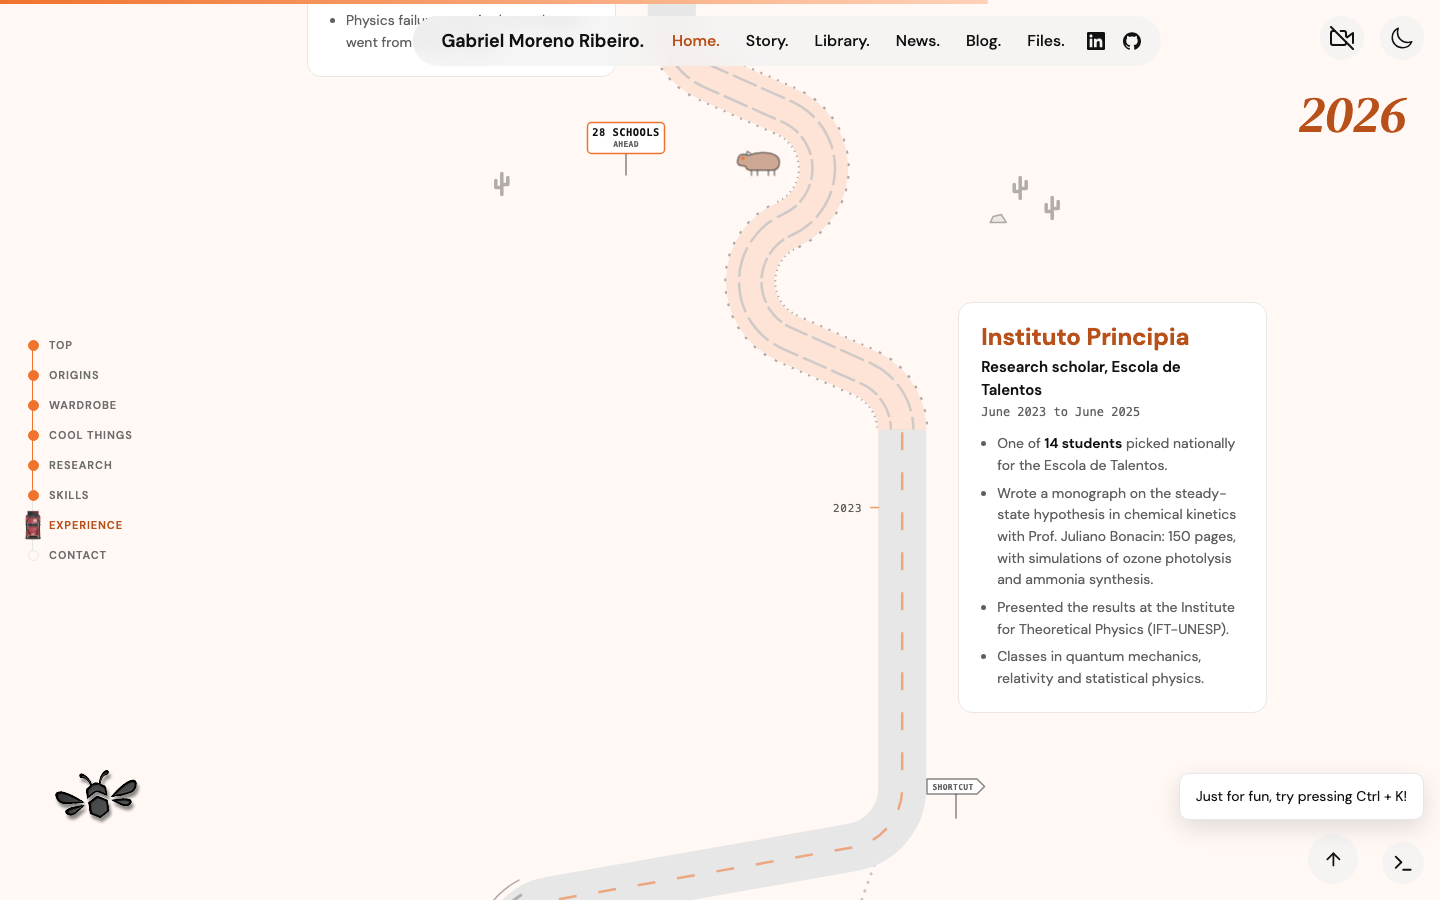 Physics
went from
Gabriel Moreno Ribeiro.
Home.
Story.
Library.
News.
Blog.
Files.
2026
28 SCHOOLS
AHEAD
TOP
ORIGINS
WARDROBE
COOL THINGS
RESEARCH
SKILLS
EXPERIENCE
CONTACT
Instituto Principia
Research scholar, Escola de
Talentos
June 2023 to June 2025
One of 14 students picked nationally
for the Escola de Talentos.
Wrote a monograph on the steady-
state hypothesis in chemical kinetics
with Prof. Juliano Bonacin: 150 pages,
with simulations of ozone photolysis
and ammonia synthesis.
Presented the results at the Institute
for Theoretical Physics (IFT-UNESP).
Classes in quantum mechanics,
relativity and statistical physics.
2023
SHORTCUT
Just for fun, try pressing Ctrl + K!